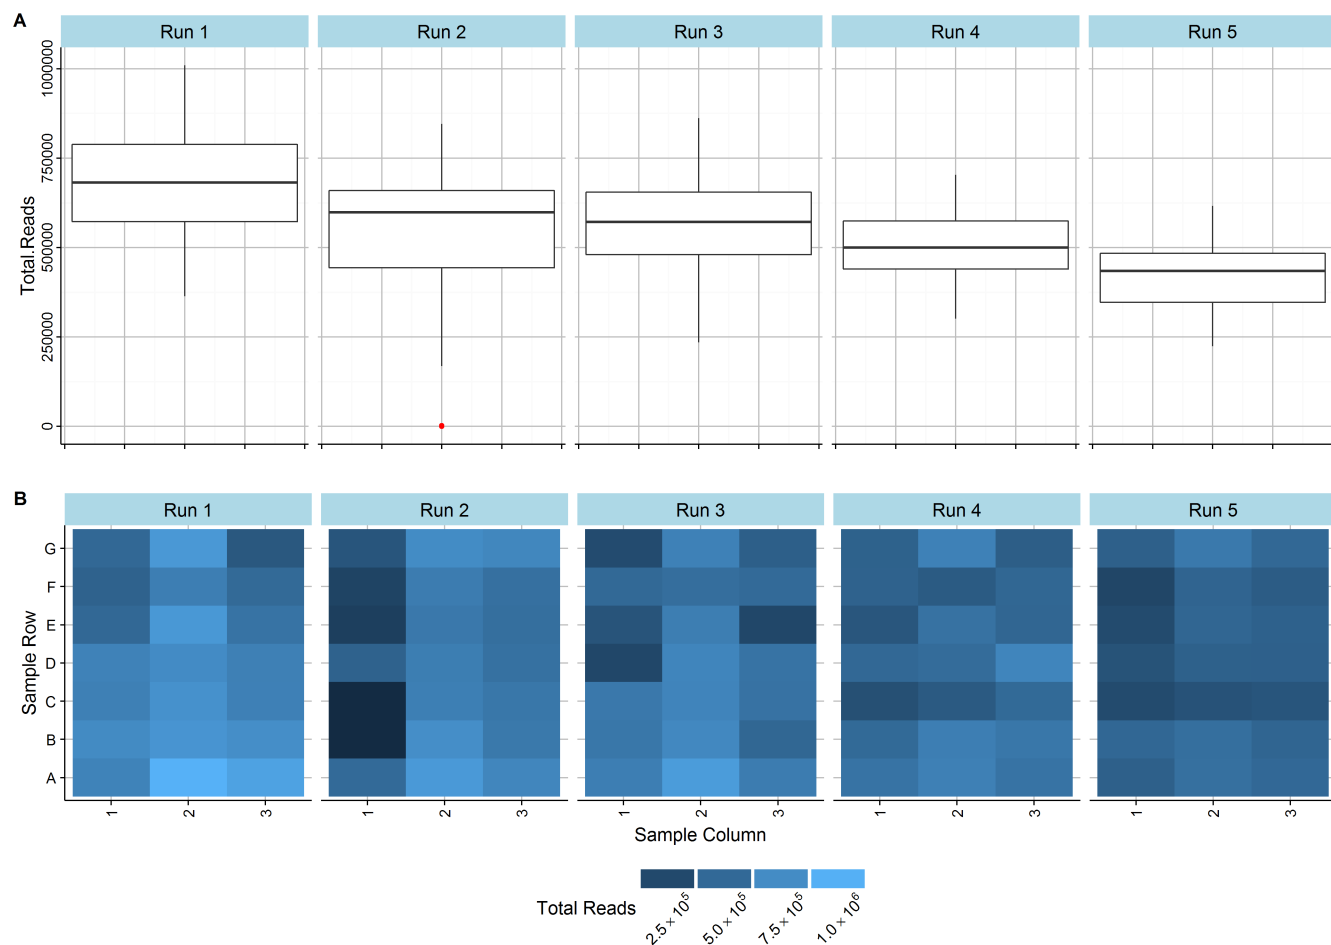 A
Run 1 Run 2 Run 3 Run 4 Run 5
Total.Reads
1000000
750000
500000
250000
0
B
Run 1 Run 2 Run 3 Run 4 Run 5
Sample Row
G
F
E
D
C
B
A
1 2 3 1 2 3 1 2 3 1 2 3 1 2 3
Sample Column
Total Reads
2.5 × 10⁵ 5.0 × 10⁵ 7.5 × 10⁵ 1.0 × 10⁶